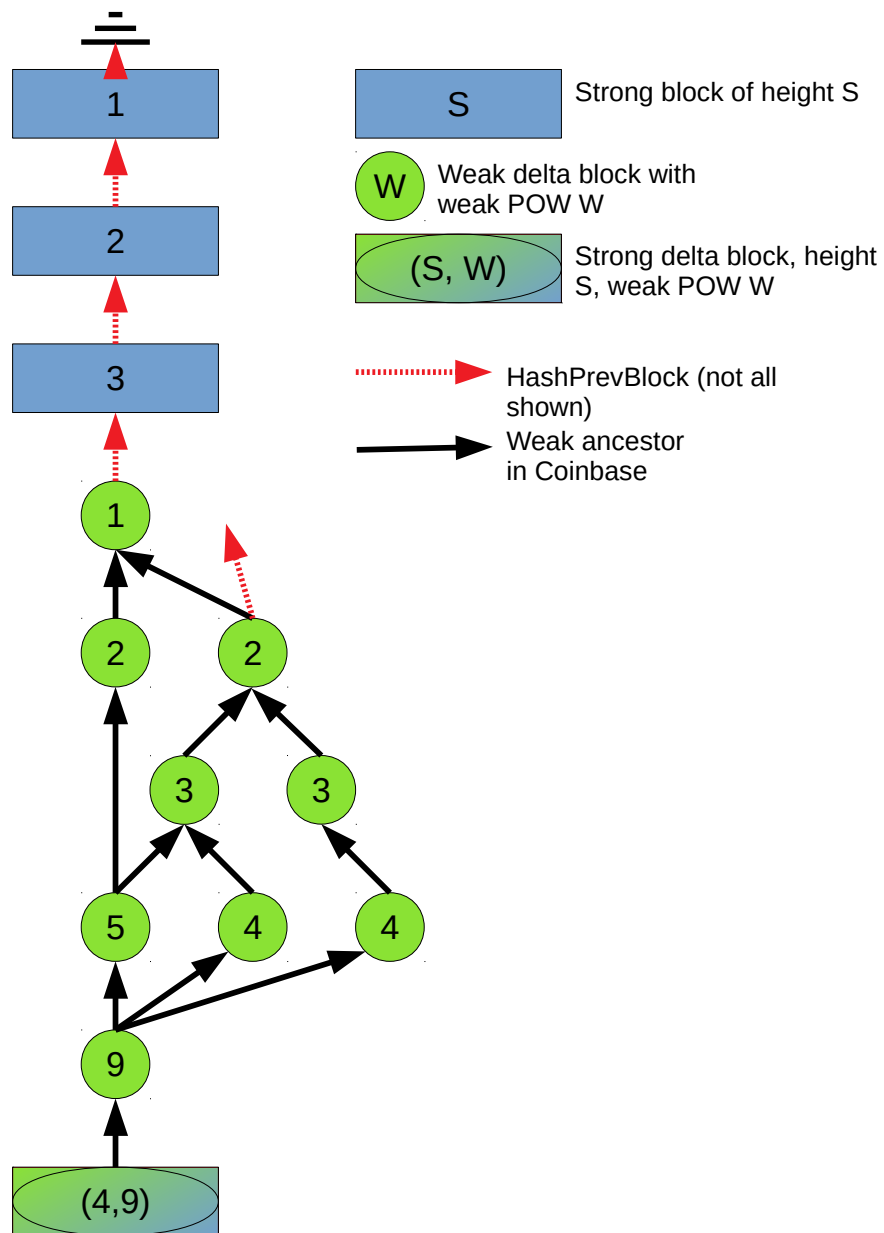 1
S
Strong block of height S
W
Weak delta block with
weak POW W
2
(S, W)
Strong delta block, height
S, weak POW W
3
HashPrevBlock (not all
shown)
Weak ancestor
in Coinbase
1
2
2
3
3
5
4
4
9
(4,9)